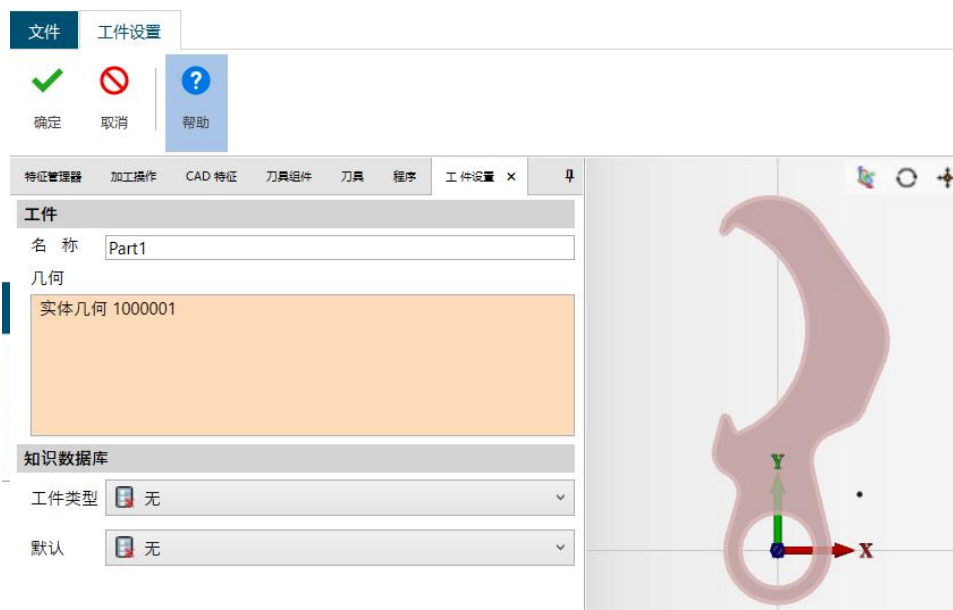 文件 工件设置
确定 取消 帮助
特征管理器 加工操作 CAD 特征 刀具组件 刀具 程序 工件设置
工件
名 称 Part1
几何
实体几何 1000001
知识数据库
工件类型 无
默认 无
Y
X